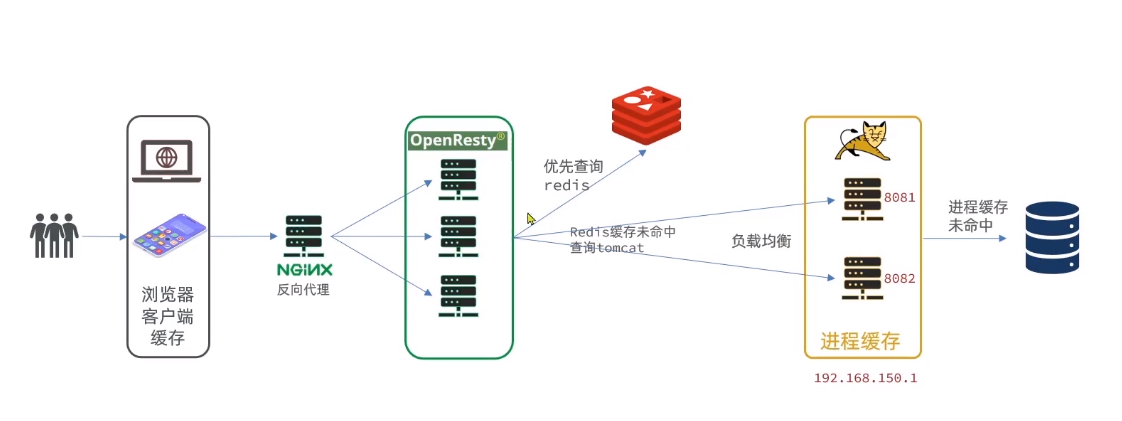 浏览器
客户端
缓存
NGINX
反向代理
OpenResty®
优先查询
redis
Redis缓存未命中
查询tomcat
负载均衡
8081
8082
进程缓存
192.168.150.1
进程缓存
未命中